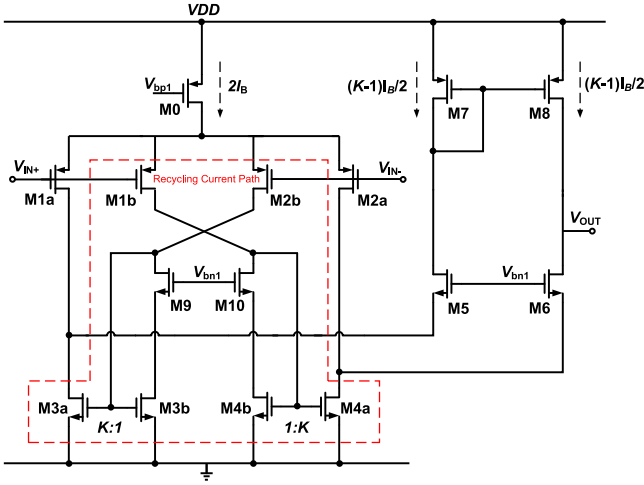 VDD
Vbp1
M0
2IB
(K-1)IB/2
(K-1)IB/2
M7
M8
VIN+
Recycling Current Path
VIN-
M1a
M1b
M2b
M2a
VOUT
Vbn1
M9
M10
Vbn1
M5
M6
M3a
M3b
M4b
M4a
K:1
1:K